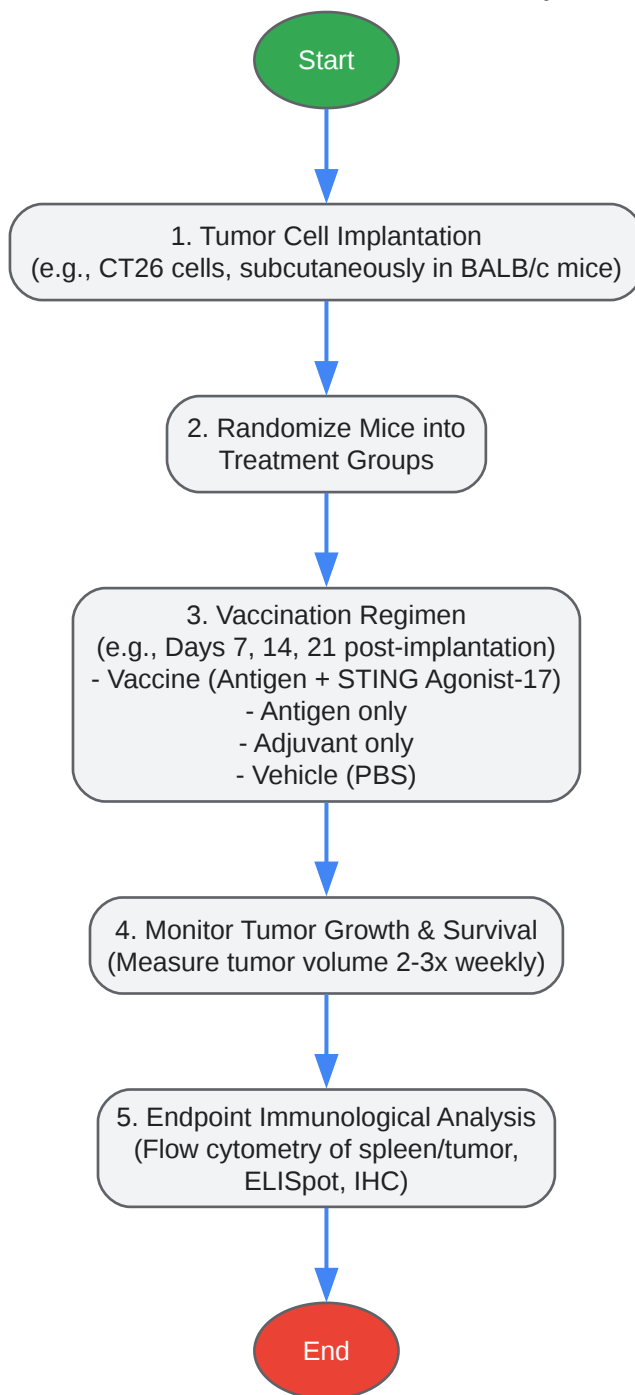 Start
1. Tumor Cell Implantation
(e.g., CT26 cells, subcutaneously in BALB/c mice)
2. Randomize Mice into
Treatment Groups
3. Vaccination Regimen
(e.g., Days 7, 14, 21 post-implantation)
- Vaccine (Antigen + STING Agonist-17)
- Antigen only
- Adjuvant only
- Vehicle (PBS)
4. Monitor Tumor Growth & Survival
(Measure tumor volume 2-3x weekly)
5. Endpoint Immunological Analysis
(Flow cytometry of spleen/tumor,
ELISpot, IHC)
End